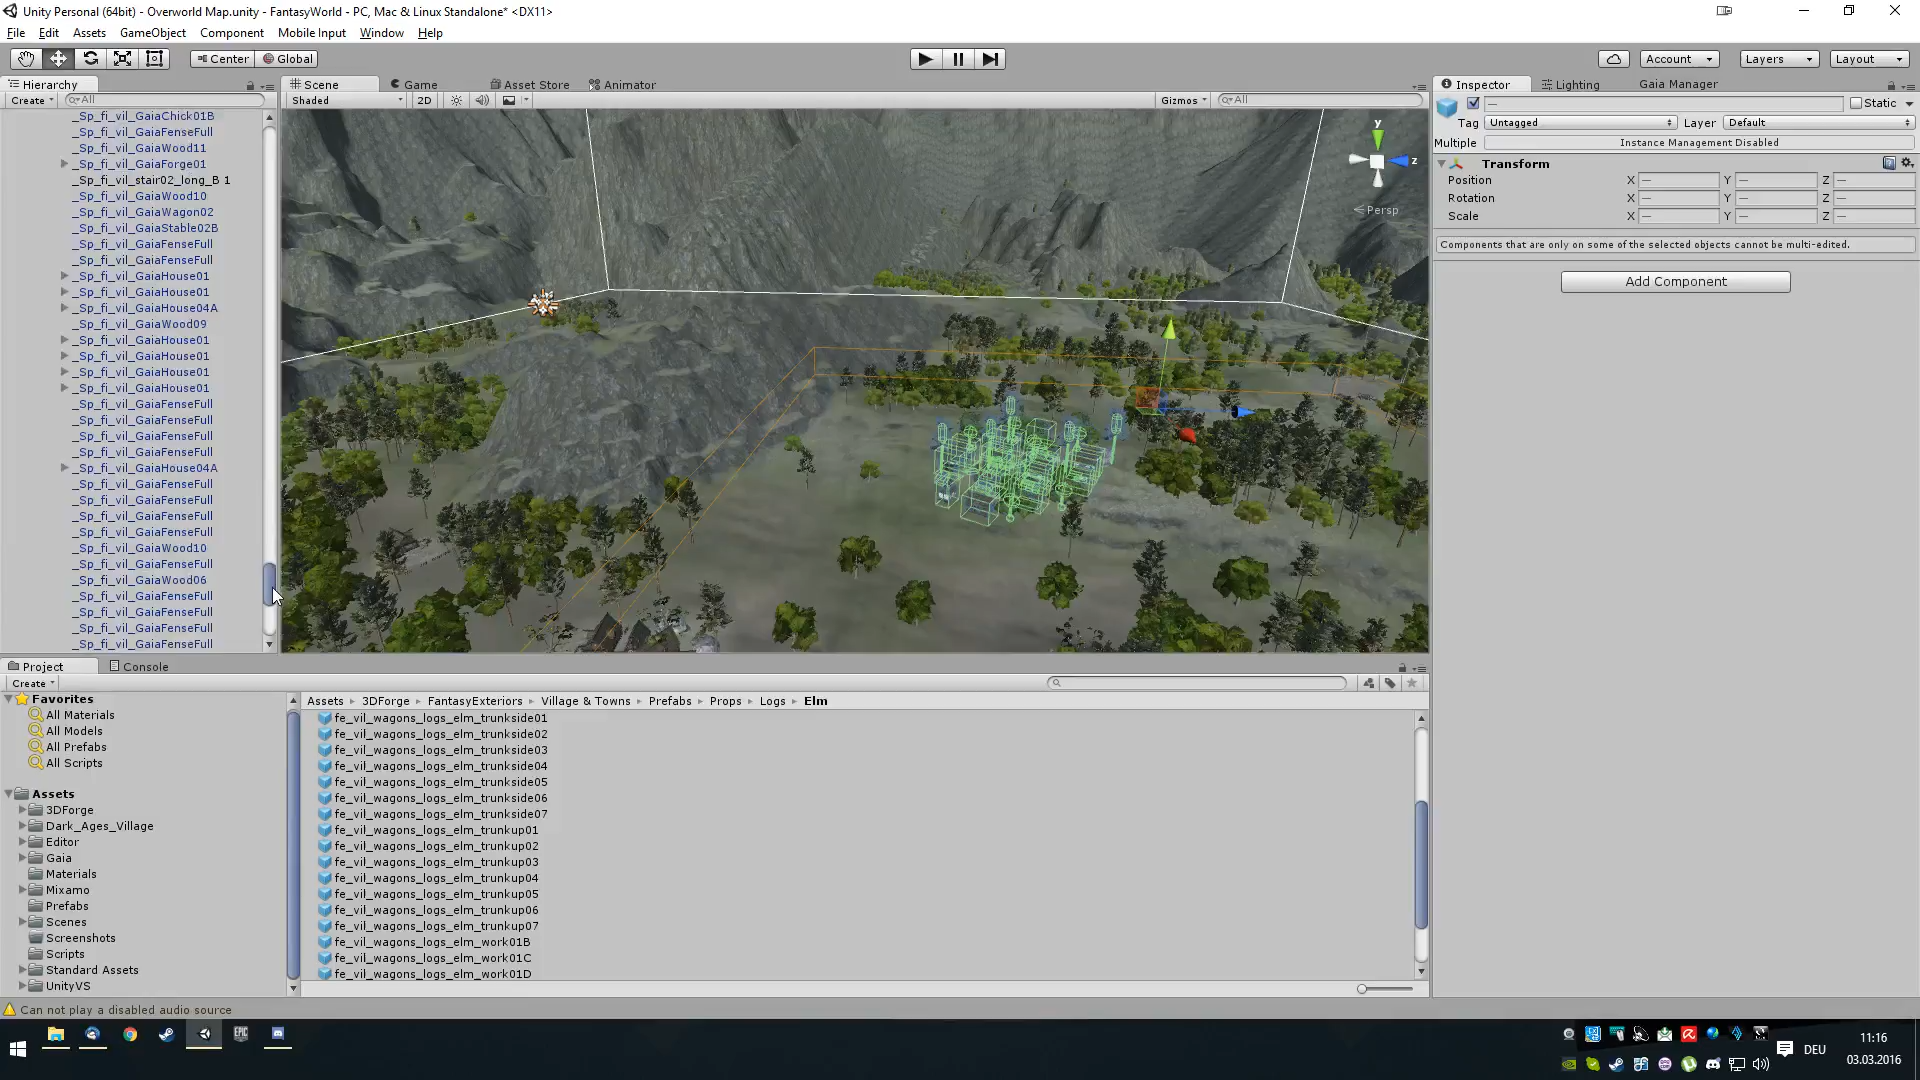 Unity Personal (64bit) - Overworld Map.unity - FantasyWorld - PC, Mac & Linux Standalone* <DX11>
File Edit Assets GameObject Component Mobile Input Window Help
Center Global Account Layers Layout
Hierarchy Scene Game Asset Store Animator Inspector Lighting Gaia Manager
Create All Shaded 2D Gizmos All
_Sp_fi_vil_GaiaChick01B
_Sp_fi_vil_GaiaFenseFull
_Sp_fi_vil_GaiaWood11
_Sp_fi_vil_GaiaForge01
_Sp_fi_vil_stair02_long_B 1
_Sp_fi_vil_GaiaWood10
_Sp_fi_vil_GaiaWagon02
_Sp_fi_vil_GaiaStable02B
_Sp_fi_vil_GaiaFenseFull
_Sp_fi_vil_GaiaFenseFull
_Sp_fi_vil_GaiaHouse01
_Sp_fi_vil_GaiaHouse01
_Sp_fi_vil_GaiaHouse04A
_Sp_fi_vil_GaiaWood09
_Sp_fi_vil_GaiaHouse01
_Sp_fi_vil_GaiaHouse01
_Sp_fi_vil_GaiaHouse01
_Sp_fi_vil_GaiaHouse01
_Sp_fi_vil_GaiaFenseFull
_Sp_fi_vil_GaiaFenseFull
_Sp_fi_vil_GaiaFenseFull
_Sp_fi_vil_GaiaFenseFull
_Sp_fi_vil_GaiaHouse04A
_Sp_fi_vil_GaiaFenseFull
_Sp_fi_vil_GaiaFenseFull
_Sp_fi_vil_GaiaFenseFull
_Sp_fi_vil_GaiaFenseFull
_Sp_fi_vil_GaiaWood10
_Sp_fi_vil_GaiaFenseFull
_Sp_fi_vil_GaiaWood06
_Sp_fi_vil_GaiaFenseFull
_Sp_fi_vil_GaiaFenseFull
_Sp_fi_vil_GaiaFenseFull
_Sp_fi_vil_GaiaFenseFull
y
z
Persp
— Static
Tag Untagged Layer Default
Multiple Instance Management Disabled
Transform
Position X — Y — Z —
Rotation X — Y — Z —
Scale X — Y — Z —
Components that are only on some of the selected objects cannot be multi-edited.
Add Component
Project Console
Create
Favorites
All Materials
All Models
All Prefabs
All Scripts
Assets
3DForge
Dark_Ages_Village
Editor
Gaia
Materials
Mixamo
Prefabs
Scenes
Screenshots
Scripts
Standard Assets
UnityVS
Assets 3DForge FantasyExteriors Village & Towns Prefabs Props Logs Elm
fe_vil_wagons_logs_elm_trunkside01
fe_vil_wagons_logs_elm_trunkside02
fe_vil_wagons_logs_elm_trunkside03
fe_vil_wagons_logs_elm_trunkside04
fe_vil_wagons_logs_elm_trunkside05
fe_vil_wagons_logs_elm_trunkside06
fe_vil_wagons_logs_elm_trunkside07
fe_vil_wagons_logs_elm_trunkup01
fe_vil_wagons_logs_elm_trunkup02
fe_vil_wagons_logs_elm_trunkup03
fe_vil_wagons_logs_elm_trunkup04
fe_vil_wagons_logs_elm_trunkup05
fe_vil_wagons_logs_elm_trunkup06
fe_vil_wagons_logs_elm_trunkup07
fe_vil_wagons_logs_elm_work01B
fe_vil_wagons_logs_elm_work01C
fe_vil_wagons_logs_elm_work01D
Can not play a disabled audio source
EPIC
DEU
11:16
03.03.2016